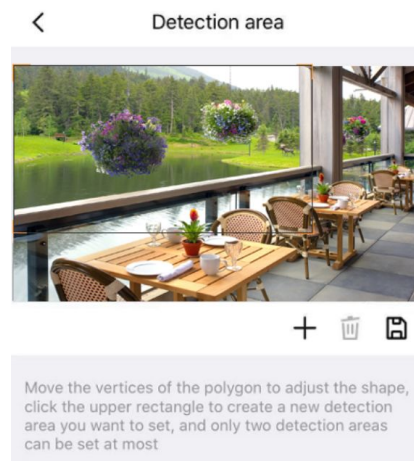 Detection area
Move the vertices of the polygon to adjust the shape,
click the upper rectangle to create a new detection
area you want to set, and only two detection areas
can be set at most